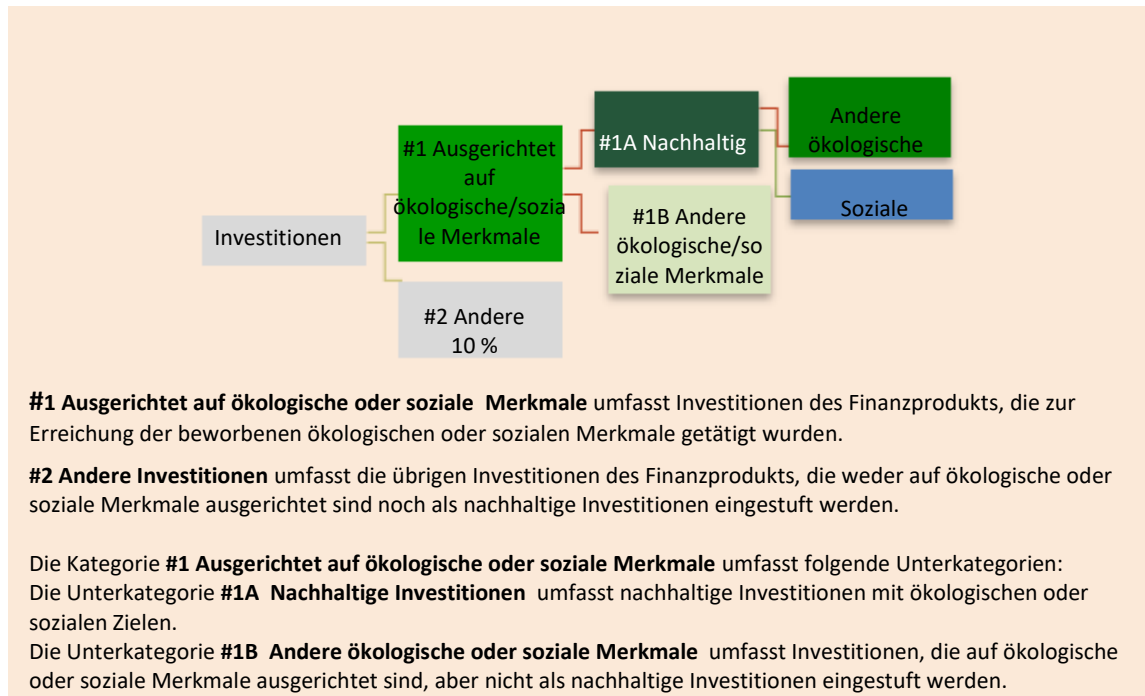 Investitionen
#1 Ausgerichtet
auf
ökologische/sozia
le Merkmale
#2 Andere
10 %
#1A Nachhaltig
#1B Andere
ökologische/so
ziale Merkmale
Andere
ökologische
Soziale
#1 Ausgerichtet auf ökologische oder soziale Merkmale umfasst Investitionen des Finanzprodukts, die zur
Erreichung der beworbenen ökologischen oder sozialen Merkmale getätigt wurden.
#2 Andere Investitionen umfasst die übrigen Investitionen des Finanzprodukts, die weder auf ökologische oder
soziale Merkmale ausgerichtet sind noch als nachhaltige Investitionen eingestuft werden.
Die Kategorie #1 Ausgerichtet auf ökologische oder soziale Merkmale umfasst folgende Unterkategorien:
Die Unterkategorie #1A Nachhaltige Investitionen umfasst nachhaltige Investitionen mit ökologischen oder
sozialen Zielen.
Die Unterkategorie #1B Andere ökologische oder soziale Merkmale umfasst Investitionen, die auf ökologische
oder soziale Merkmale ausgerichtet sind, aber nicht als nachhaltige Investitionen eingestuft werden.